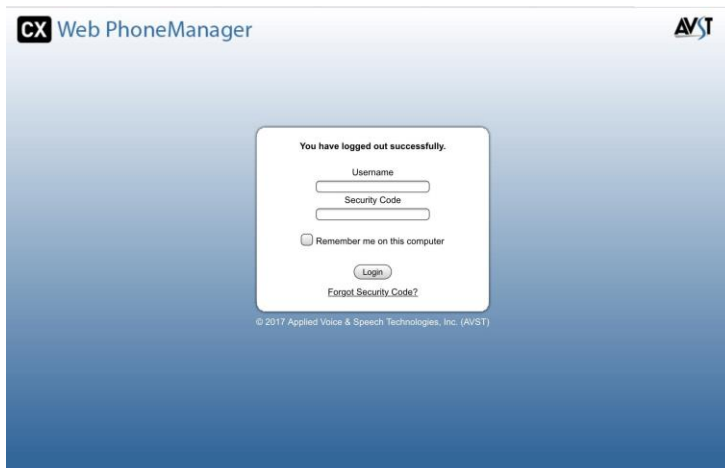 CX Web PhoneManager
AVST
You have logged out successfully.
Username
Security Code
Remember me on this computer
Login
Forgot Security Code?
© 2017 Applied Voice & Speech Technologies, Inc. (AVST)